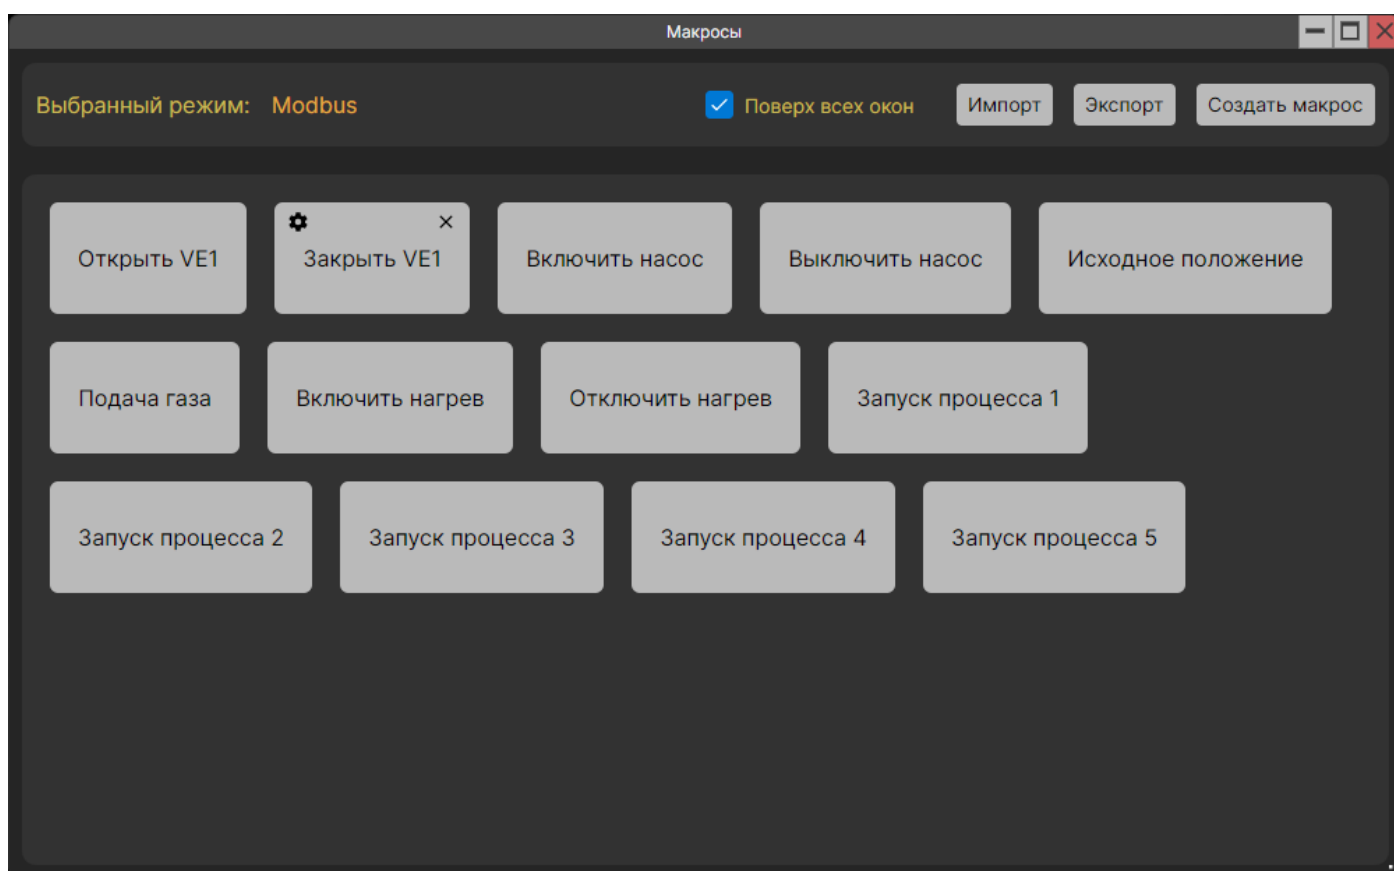 Макросы
Выбранный режим: Modbus Поверх всех окон Импорт Экспорт Создать макрос
Открыть VE1 Закрыть VE1 Включить насос Выключить насос Исходное положение
Подача газа Включить нагрев Отключить нагрев Запуск процесса 1
Запуск процесса 2 Запуск процесса 3 Запуск процесса 4 Запуск процесса 5